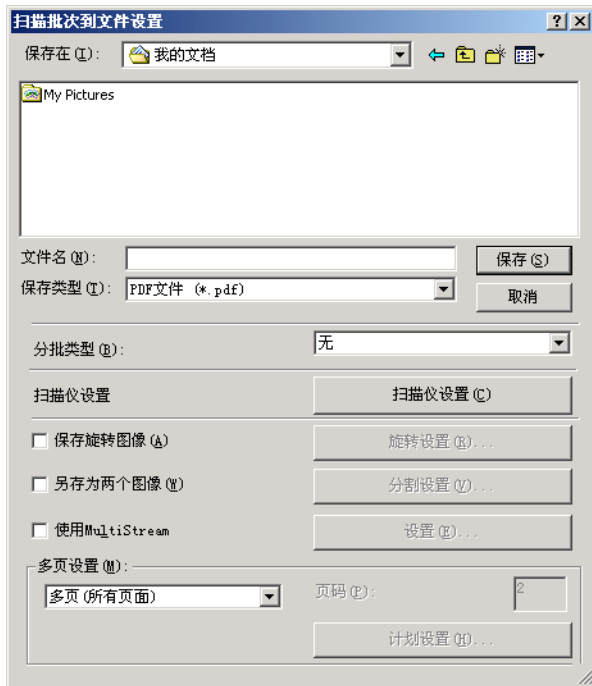 扫描批次到文件设置
保存在(I): 我的文档
My Pictures
文件名(N): 保存(S)
保存类型(T): PDF文件 (*.pdf) 取消
分批类型(B): 无
扫描仪设置 扫描仪设置(C)
保存旋转图像(A) 旋转设置(R)...
另存为两个图像(W) 分割设置(V)...
使用MultiStream 设置(E)...
多页设置(M):
多页(所有页面) 页码(P): 2
计划设置(H)...